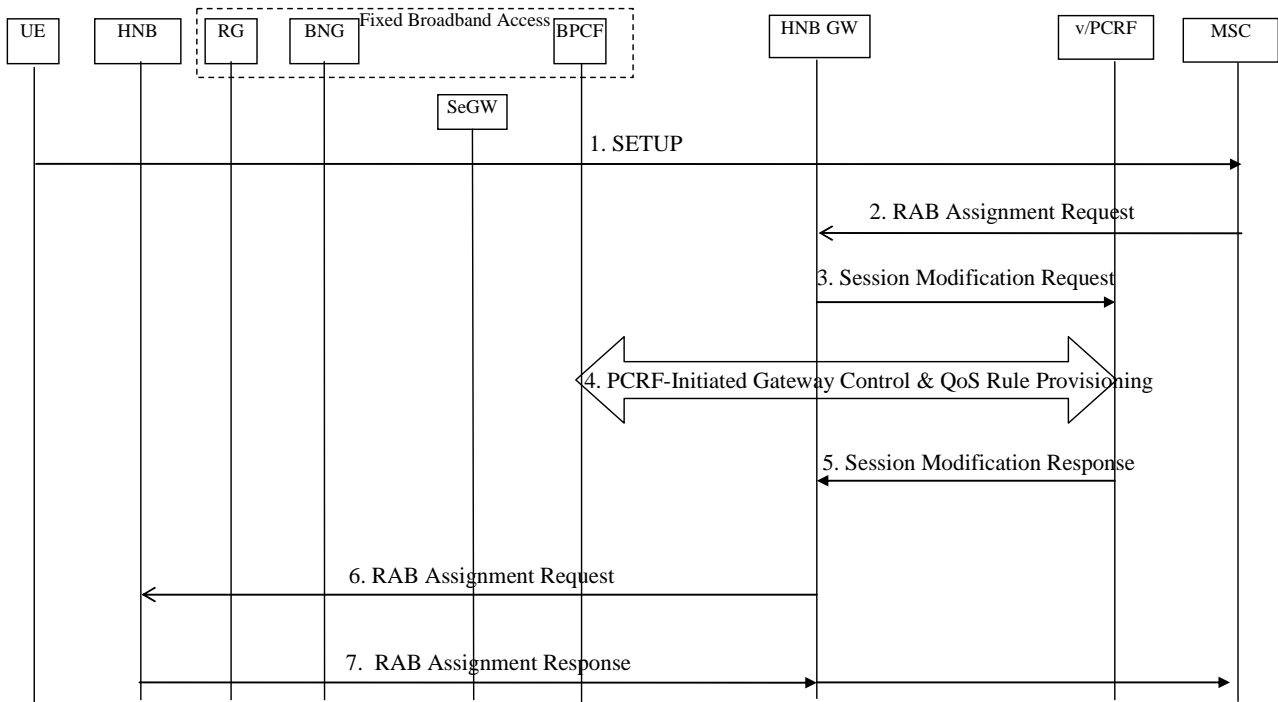 Fixed Broadband Access
UE
HNB
RG
BNG
BPCF
HNB GW
v/PCRF
MSC
SeGW
1. SETUP
2. RAB Assignment Request
3. Session Modification Request
4. PCRF-Initiated Gateway Control & QoS Rule Provisioning
5. Session Modification Response
6. RAB Assignment Request
7. RAB Assignment Response